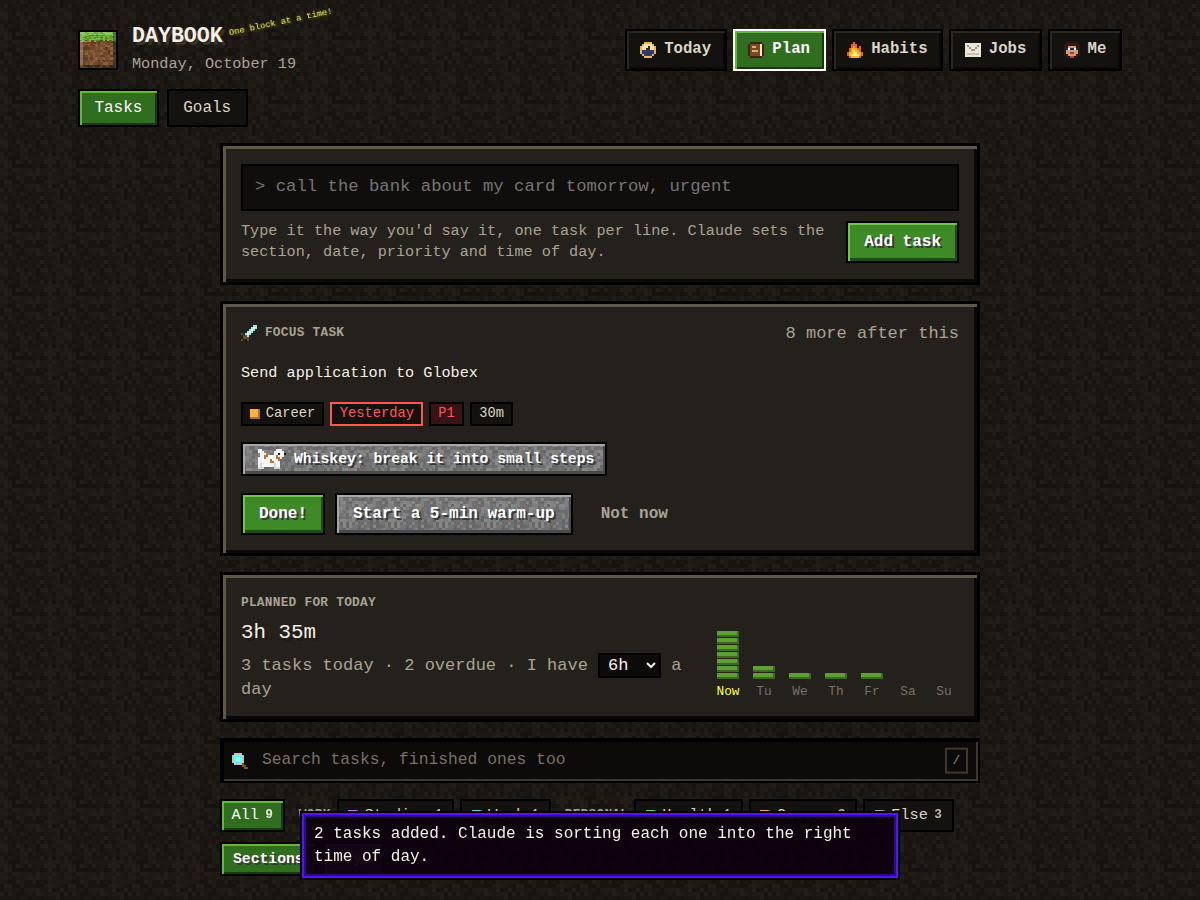 DAYBOOK One block at a time!
Monday, October 19
Today
Plan
Habits
Jobs
Me
Tasks
Goals
> call the bank about my card tomorrow, urgent
Type it the way you'd say it, one task per line. Claude sets the
section, date, priority and time of day.
Add task
FOCUS TASK
8 more after this
Send application to Globex
Career
Yesterday
P1
30m
Whiskey: break it into small steps
Done!
Start a 5-min warm-up
Not now
PLANNED FOR TODAY
3h 35m
3 tasks today · 2 overdue · I have 6h a
day
Now Tu We Th Fr Sa Su
Search tasks, finished ones too
/
All 9
Else 3
Sections
2 tasks added. Claude is sorting each one into the right
time of day.